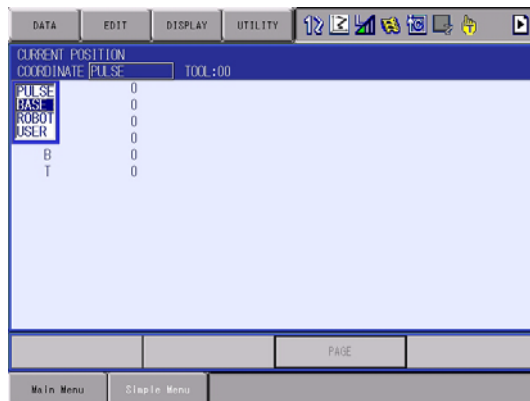 DATA EDIT DISPLAY UTILITY
CURRENT POSITION
COORDINATE PULSE TOOL:00
PULSE 0
BASE 0
ROBOT 0
USER 0
B 0
T 0
PAGE
Main Menu Simple Menu